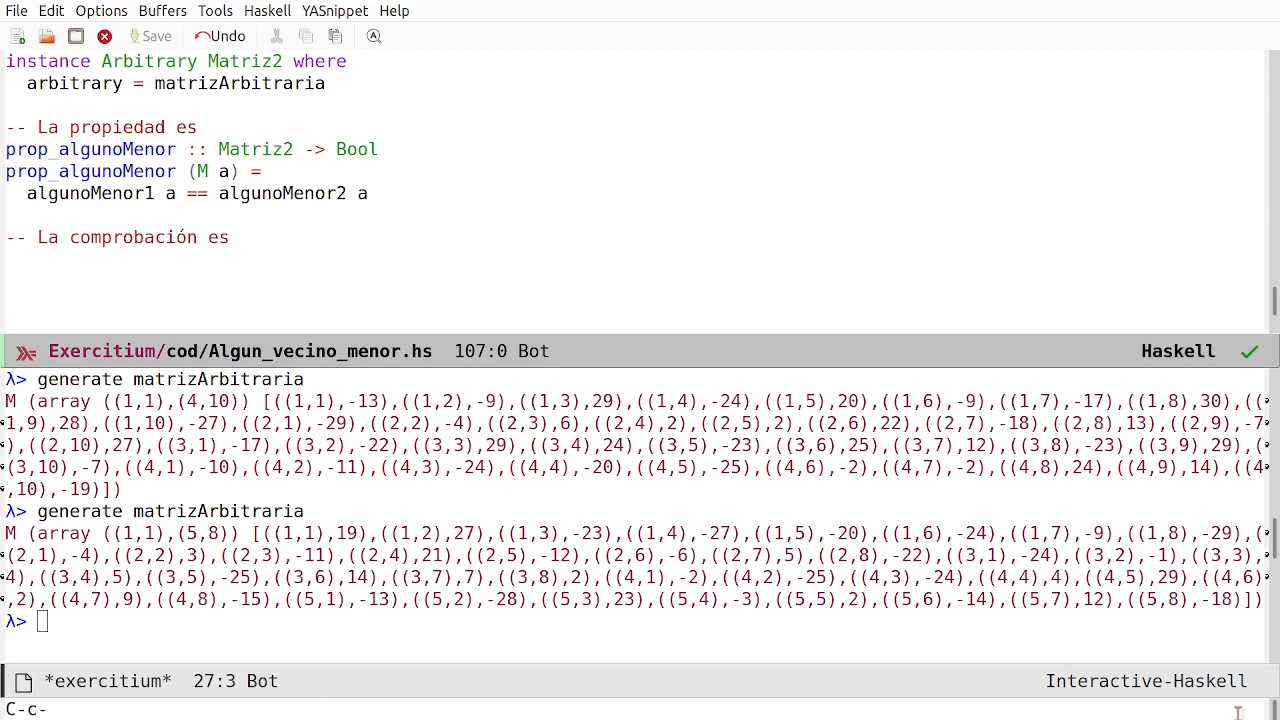 File Edit Options Buffers Tools Haskell YASnippet Help
Save Undo
instance Arbitrary Matriz2 where
  arbitrary = matrizArbitraria
-- La propiedad es
prop_algunoMenor :: Matriz2 -> Bool
prop_algunoMenor (M a) =
  algunoMenor1 a == algunoMenor2 a
-- La comprobación es
Exercitium/cod/Algun_vecino_menor.hs 107:0 Bot Haskell
λ> generate matrizArbitraria
M (array ((1,1),(4,10)) [((1,1),-13),((1,2),-9),((1,3),29),((1,4),-24),((1,5),20),((1,6),-9),((1,7),-17),((1,8),30),((
1,9),28),((1,10),-27),((2,1),-29),((2,2),-4),((2,3),6),((2,4),2),((2,5),2),((2,6),22),((2,7),-18),((2,8),13),((2,9),-7
),((2,10),27),((3,1),-17),((3,2),-22),((3,3),29),((3,4),24),((3,5),-23),((3,6),25),((3,7),12),((3,8),-23),((3,9),29),(
(3,10),-7),((4,1),-10),((4,2),-11),((4,3),-24),((4,4),-20),((4,5),-25),((4,6),-2),((4,7),-2),((4,8),24),((4,9),14),((4
,10),-19)])
λ> generate matrizArbitraria
M (array ((1,1),(5,8)) [((1,1),19),((1,2),27),((1,3),-23),((1,4),-27),((1,5),-20),((1,6),-24),((1,7),-9),((1,8),-29),(
(2,1),-4),((2,2),3),((2,3),-11),((2,4),21),((2,5),-12),((2,6),-6),((2,7),5),((2,8),-22),((3,1),-24),((3,2),-1),((3,3),
4),((3,4),5),((3,5),-25),((3,6),14),((3,7),7),((3,8),2),((4,1),-2),((4,2),-25),((4,3),-24),((4,4),4),((4,5),29),((4,6)
,2),((4,7),9),((4,8),-15),((5,1),-13),((5,2),-28),((5,3),23),((5,4),-3),((5,5),2),((5,6),-14),((5,7),12),((5,8),-18)])
λ>
*exercitium* 27:3 Bot Interactive-Haskell
C-c-